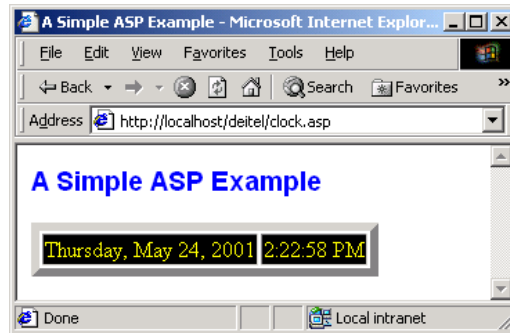 A Simple ASP Example - Microsoft Internet Explor...
File Edit View Favorites Tools Help
Back Search Favorites »
Address http://localhost/deitel/clock.asp
A Simple ASP Example
Thursday, May 24, 2001 2:22:58 PM
Done Local intranet